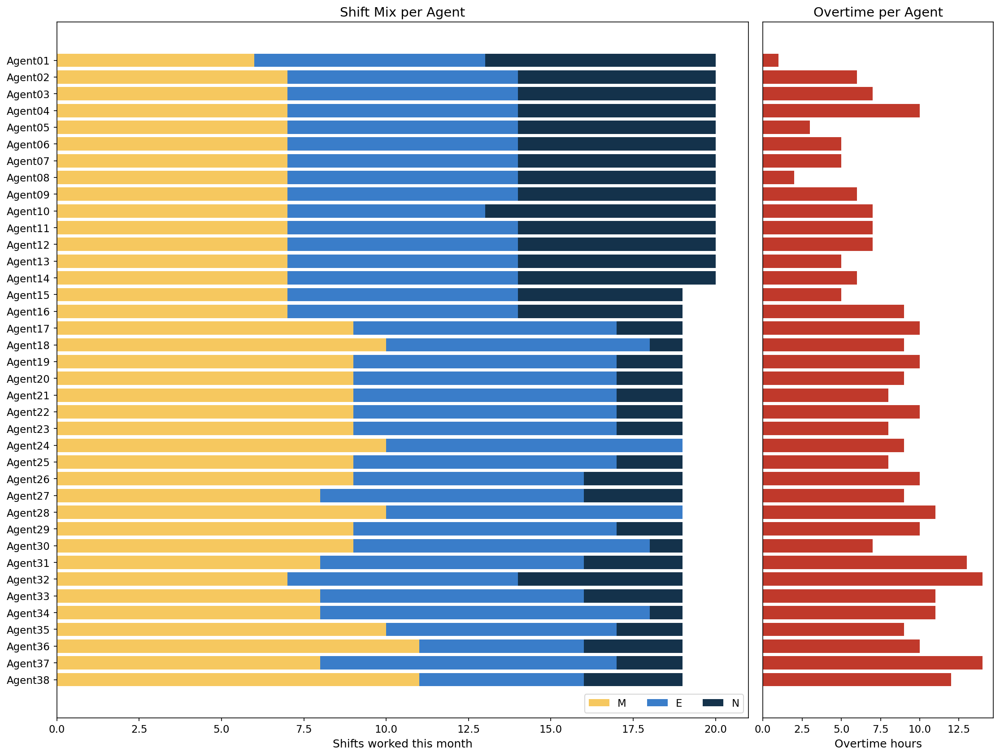 Shift Mix per Agent
Overtime per Agent
Agent01
Agent02
Agent03
Agent04
Agent05
Agent06
Agent07
Agent08
Agent09
Agent10
Agent11
Agent12
Agent13
Agent14
Agent15
Agent16
Agent17
Agent18
Agent19
Agent20
Agent21
Agent22
Agent23
Agent24
Agent25
Agent26
Agent27
Agent28
Agent29
Agent30
Agent31
Agent32
Agent33
Agent34
Agent35
Agent36
Agent37
Agent38
M E N
0.0 2.5 5.0 7.5 10.0 12.5 15.0 17.5 20.0
0.0 2.5 5.0 7.5 10.0 12.5
Shifts worked this month
Overtime hours